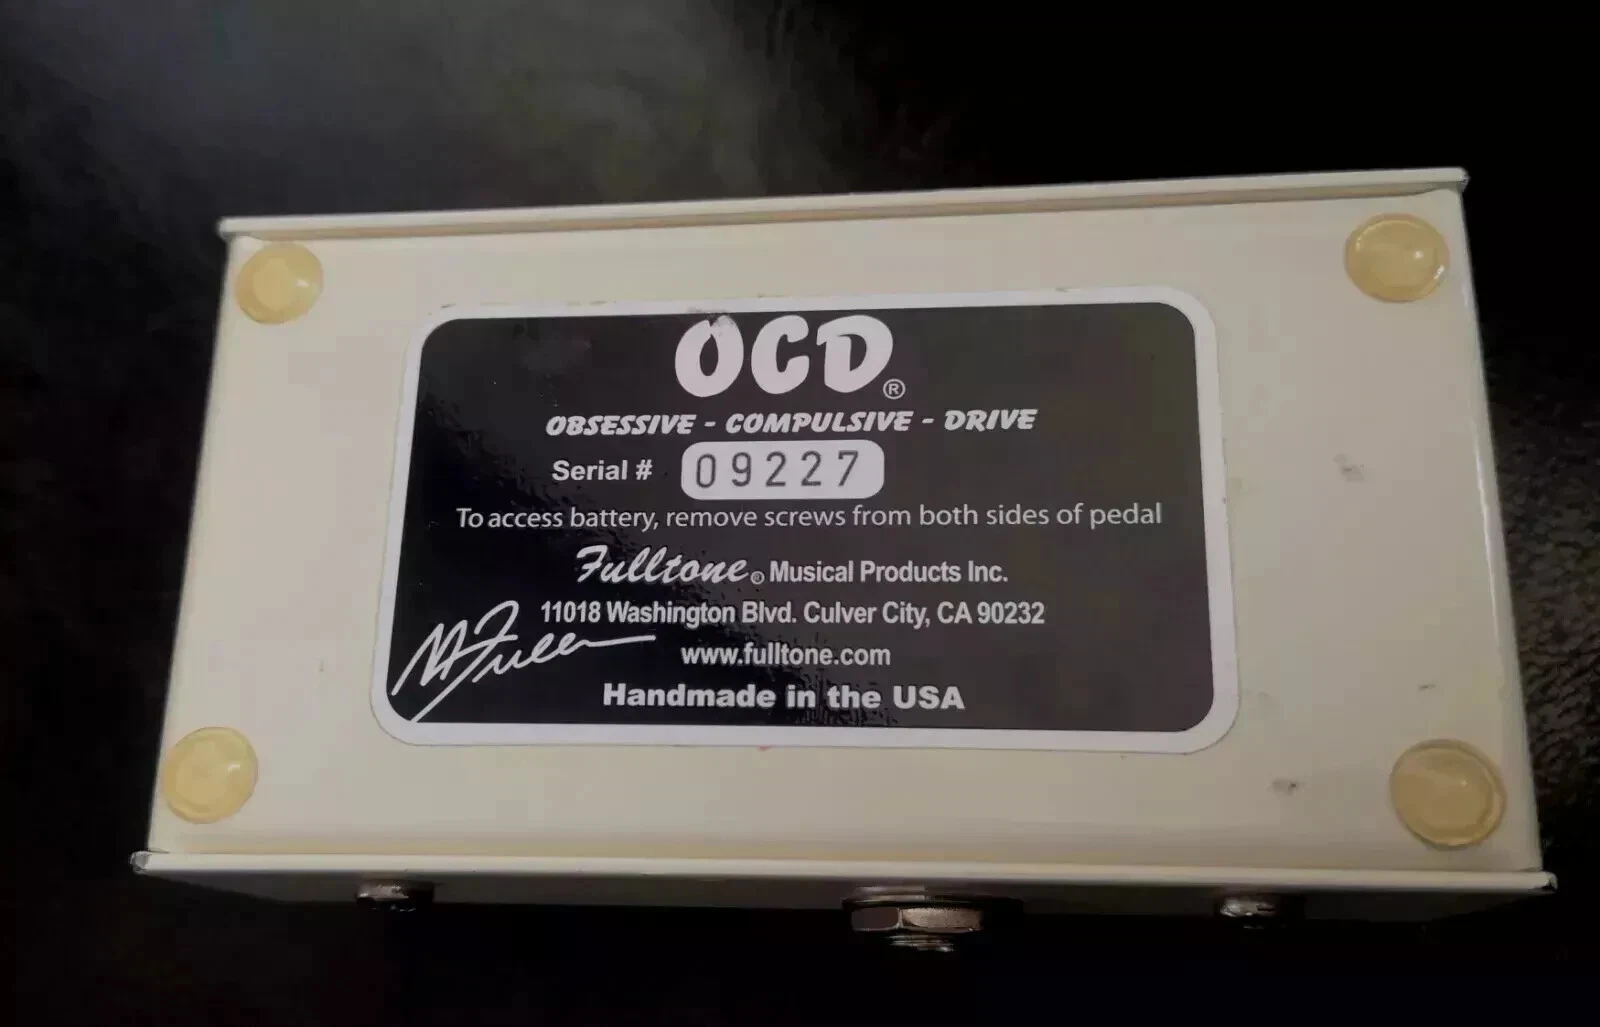 OCD®
OBSESSIVE - COMPULSIVE - DRIVE
Serial # 09227
To access battery, remove screws from both sides of pedal
Fulltone® Musical Products Inc.
11018 Washington Blvd. Culver City, CA 90232
M Fuller
www.fulltone.com
Handmade in the USA